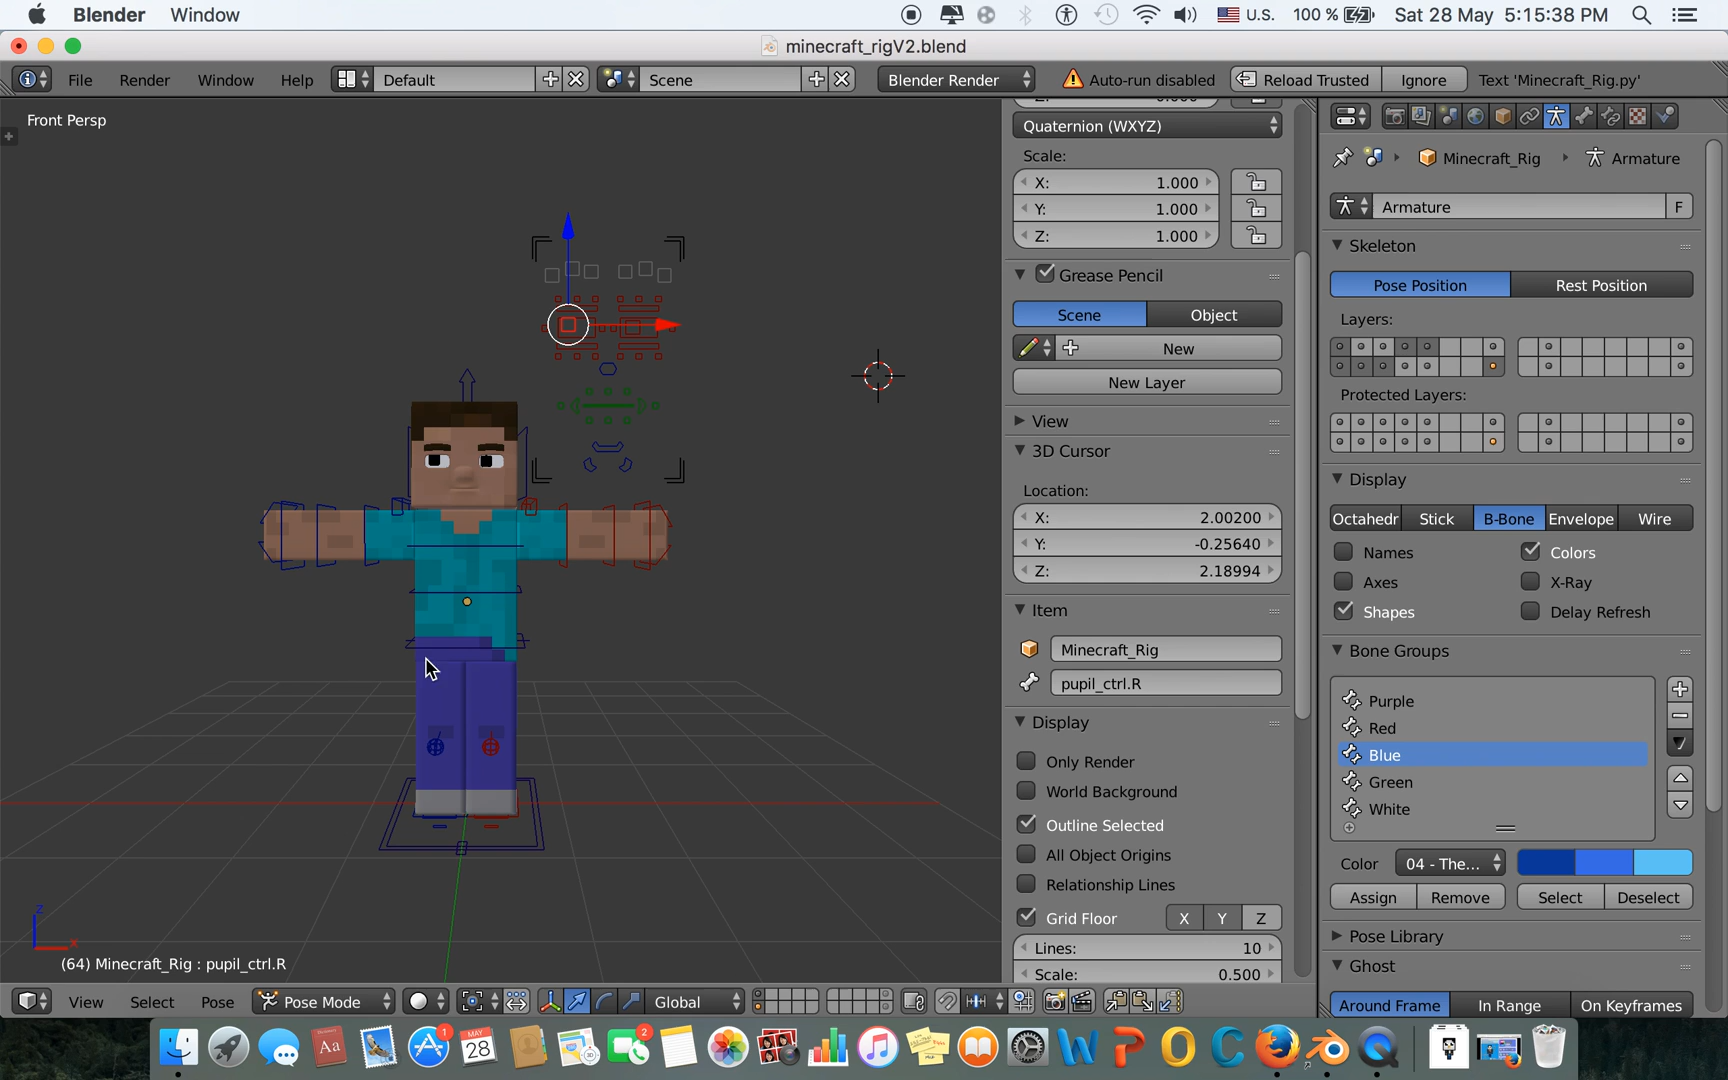 Blender Window U.S. 100 % Sat 28 May 5:15:38 PM
minecraft_rigV2.blend
File Render Window Help Default Scene Blender Render Auto-run disabled Reload Trusted Ignore Text 'Minecraft_Rig.py'
Front Persp
Quaternion (WXYZ)
Scale:
X: 1.000
Y: 1.000
Z: 1.000
Grease Pencil
Scene Object
New
New Layer
View
3D Cursor
Location:
X: 2.00200
Y: -0.25640
Z: 2.18994
Item
Minecraft_Rig
pupil_ctrl.R
Display
Only Render
World Background
Outline Selected
All Object Origins
Relationship Lines
Grid Floor X Y Z
Lines: 10
Scale: 0.500
Minecraft_Rig Armature
Armature F
Skeleton
Pose Position Rest Position
Layers:
Protected Layers:
Display
Octahedr Stick B-Bone Envelope Wire
Names Colors
Axes X-Ray
Shapes Delay Refresh
Bone Groups
Purple
Red
Blue
Green
White
Color 04 - The...
Assign Remove Select Deselect
Pose Library
Ghost
Around Frame In Range On Keyframes
z
x
(64) Minecraft_Rig : pupil_ctrl.R
View Select Pose Pose Mode Global
Aa
1
MAY
28
2
W P O C